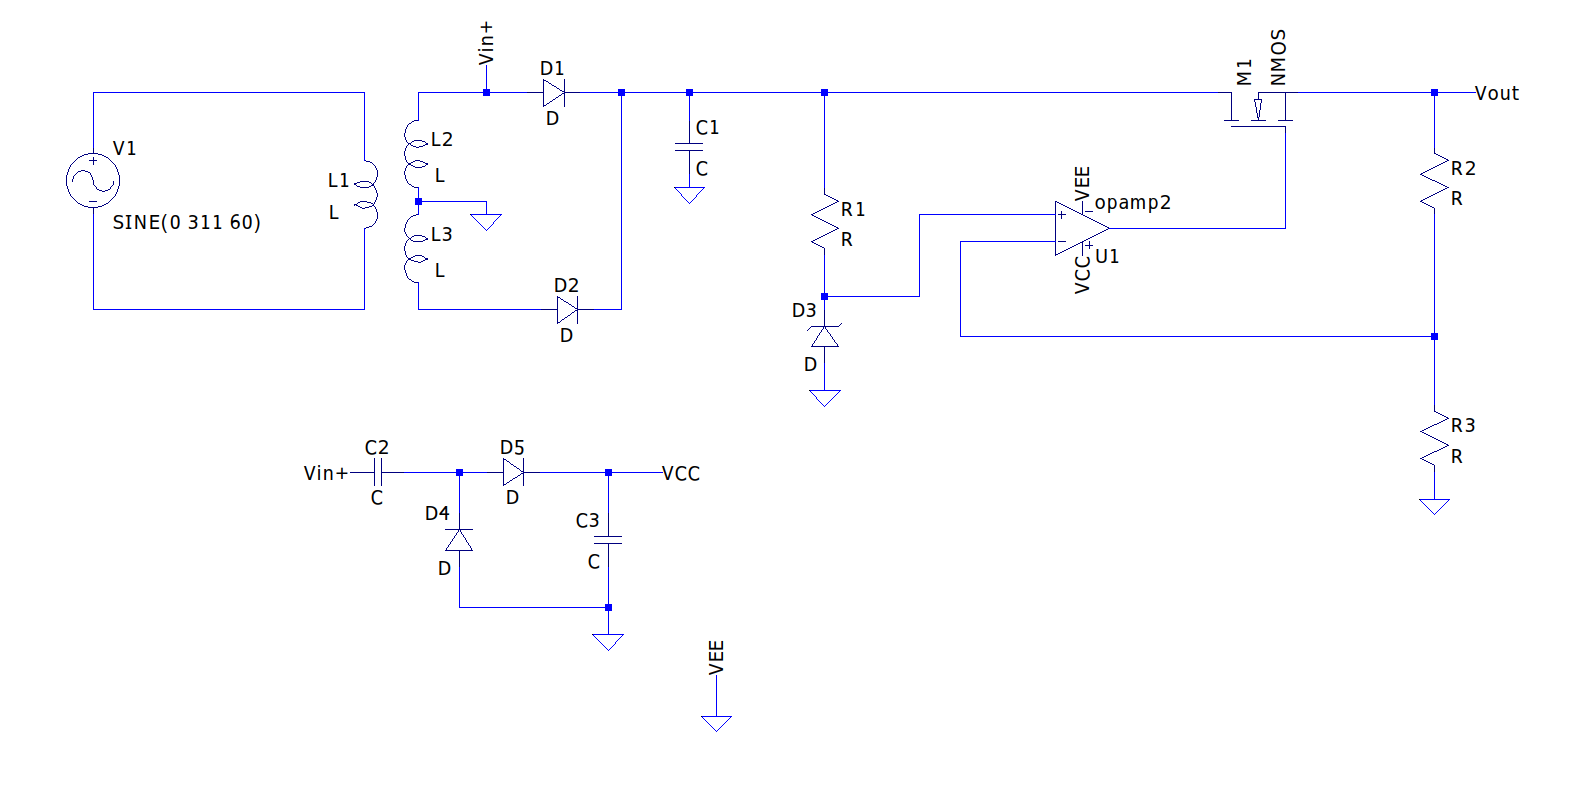 Vin+
M1
NMOS
D1
D
Vout
V1
+
−
SINE(0 311 60)
L1
L
L2
L
L3
L
C1
C
R1
R
VEE
−
opamp2
+
−
+
VCC
U1
R2
R
D2
D
D3
D
R3
R
Vin+
C2
C
D5
D
VCC
D4
D
C3
C
VEE